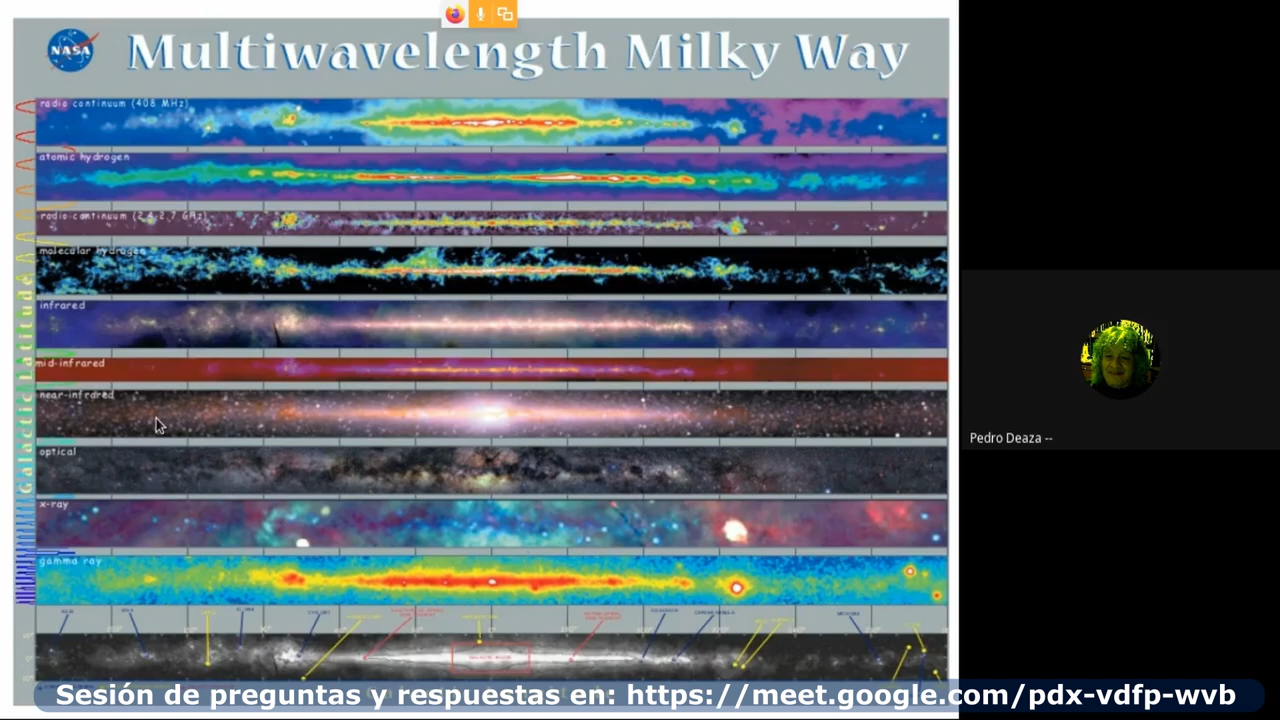 NASA
Multiwavelength Milky Way
radio continuum (408 MHz)
atomic hydrogen
radio continuum (2.4-2.7 GHz)
molecular hydrogen
infrared
mid-infrared
near-infrared
optical
x-ray
gamma ray
Galactic Latitude
Pedro Deaza --
Sesión de preguntas y respuestas en: https://meet.google.com/pdx-vdfp-wvb